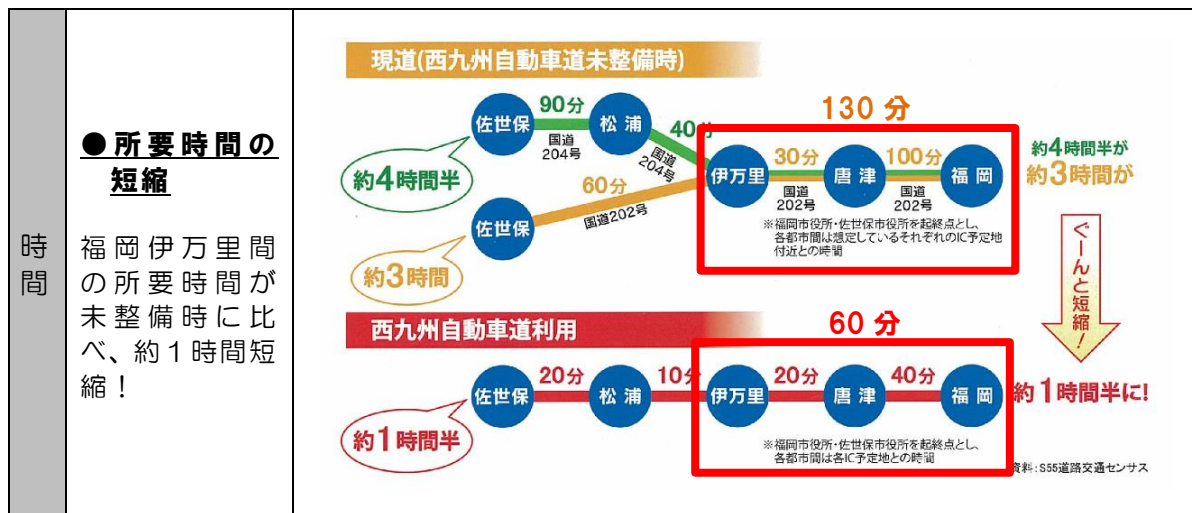 時
間
●所要時間の
短縮
福岡伊万里間
の所要時間が
未整備時に比
べ、約１時間短
縮！
現道(西九州自動車道未整備時)
佐世保
90分
国道
204号
松浦
40分
国道
204号
約4時間半
60分
国道202号
佐世保
約3時間
130 分
伊万里
30分
国道
202号
唐津
100分
国道
202号
福岡
※福岡市役所・佐世保市役所を起終点とし、
各都市間は想定しているそれぞれのIC予定地
付近との時間
約4時間半が
約3時間が
ぐーんと短縮！
西九州自動車道利用
60 分
佐世保
20分
松浦
10分
伊万里
20分
唐津
40分
福岡
約1時間半に!
約1時間半
※福岡市役所・佐世保市役所を起終点とし、
各都市間は各IC予定地との時間
資料：S55道路交通センサス